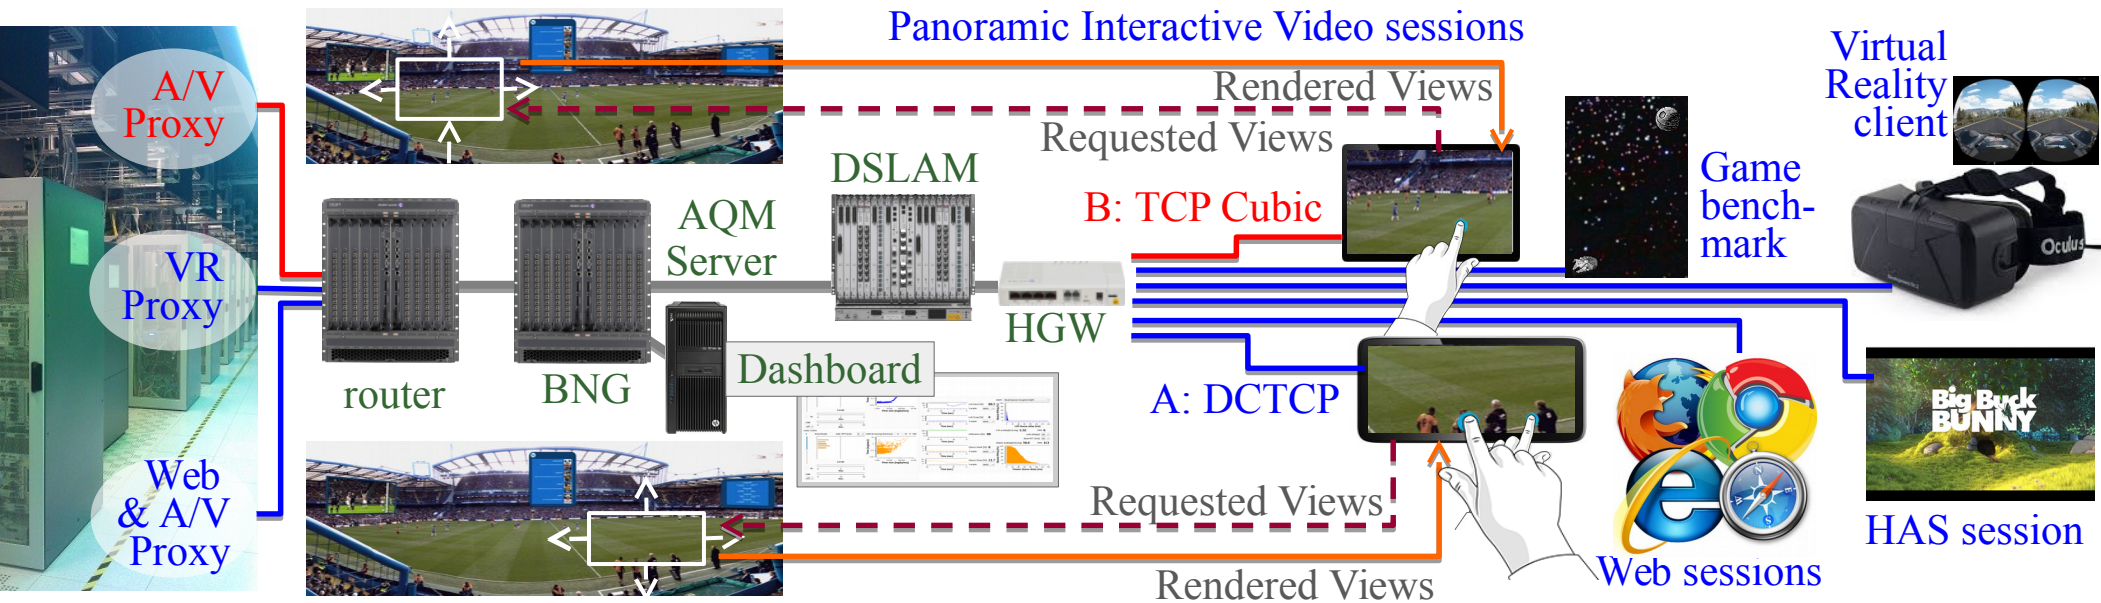 Panoramic Interactive Video sessions
A/V
Proxy
VR
Proxy
Web
& A/V
Proxy
Rendered Views
Requested Views
DSLAM
AQM
Server
B: TCP Cubic
router
BNG
HGW
Dashboard
A: DCTCP
Requested Views
Rendered Views
Game
bench-
mark
Virtual
Reality
client
Oculus
Big Buck
BUNNY
HAS session
Web sessions